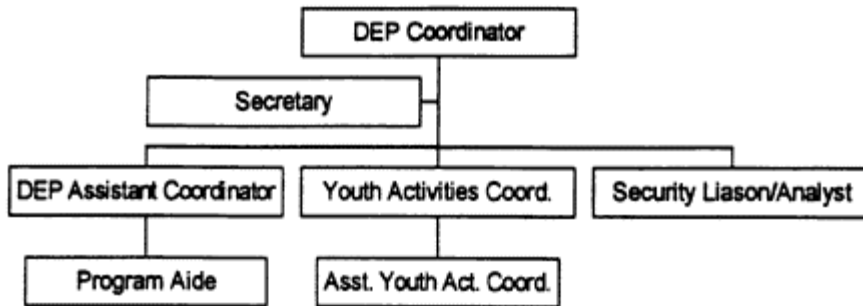 DEP Coordinator
Secretary
DEP Assistant Coordinator
Youth Activities Coord.
Security Liason/Analyst
Program Aide
Asst. Youth Act. Coord.